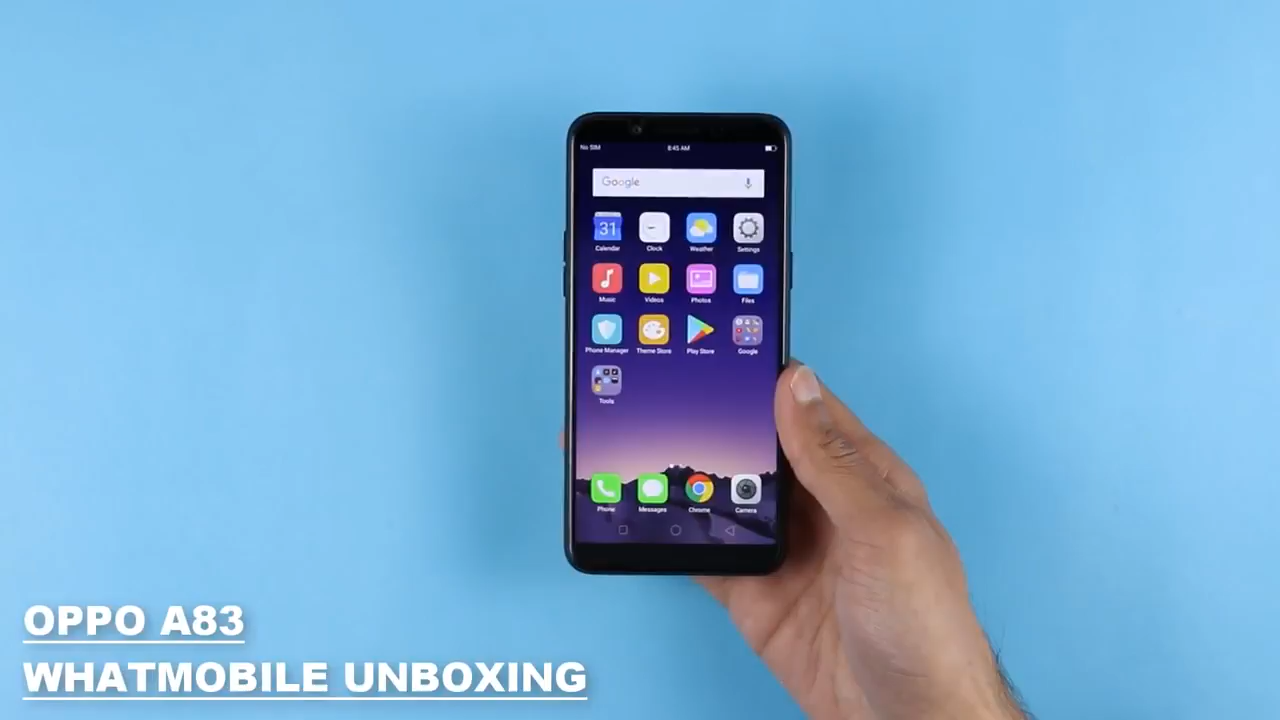 No SIM 8:45 AM
Google
31
Calendar Clock Weather Settings
Music Videos Photos Files
Phone Manager Theme Store Play Store Google
Tools
Phone Messages Chrome Camera
OPPO A83
WHATMOBILE UNBOXING